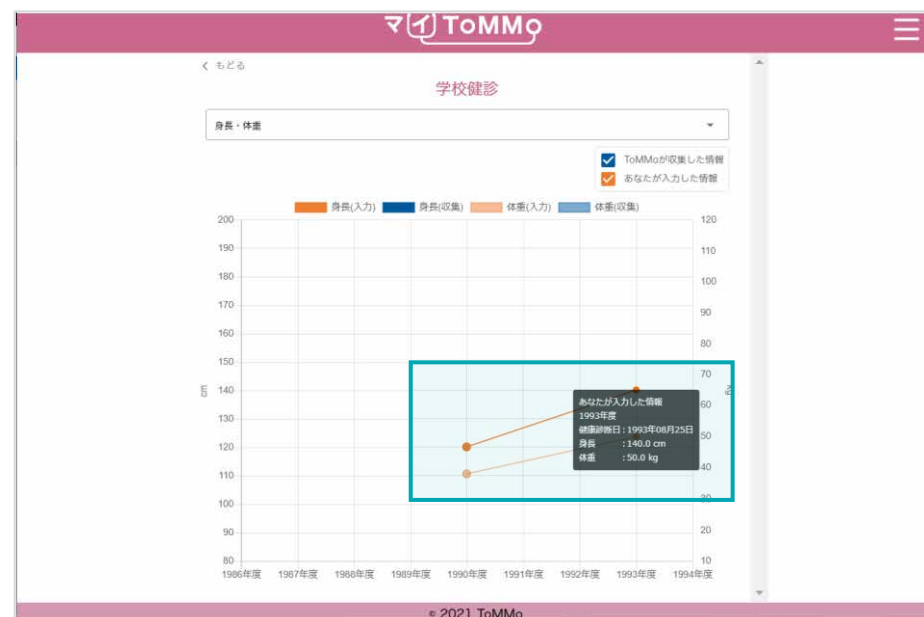 マイ ToMMo
もどる
学校健診
身長・体重
ToMMoが収集した情報
あなたが入力した情報
身長(入力) 身長(収集) 体重(入力) 体重(収集)
200 120
190 110
180 100
170 90
160 80
150 70
cm 140 60 kg
130 50
120 40
110 30
100 20
90
80 10
あなたが入力した情報
1993年度
健康診断日 : 1993年08月25日
身長 : 140.0 cm
体重 : 50.0 kg
1986年度 1987年度 1988年度 1989年度 1990年度 1991年度 1992年度 1993年度 1994年度
© 2021 ToMMo